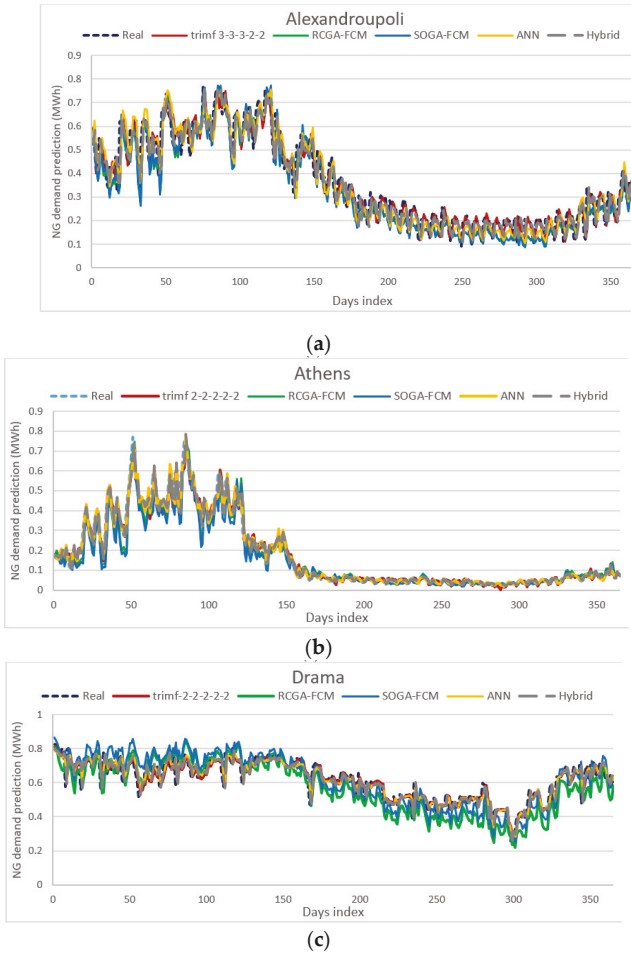 Alexandroupoli
Real trimf 3-3-3-2-2 RCGA-FCM SOGA-FCM ANN Hybrid
NG demand prediction (MWh)
0.9
0.8
0.7
0.6
0.5
0.4
0.3
0.2
0.1
0
0 50 100 150 200 250 300 350
Days index
(a)
Athens
Real trimf 2-2-2-2-2 RCGA-FCM SOGA-FCM ANN Hybrid
NG demand prediction (MWh)
0.9
0.8
0.7
0.6
0.5
0.4
0.3
0.2
0.1
0
0 50 100 150 200 250 300 350
Days index
(b)
Drama
Real trimf-2-2-2-2-2 RCGA-FCM SOGA-FCM ANN Hybrid
NG demand prediction (MWh)
1
0.8
0.6
0.4
0.2
0
0 50 100 150 200 250 300 350
Days index
(c)